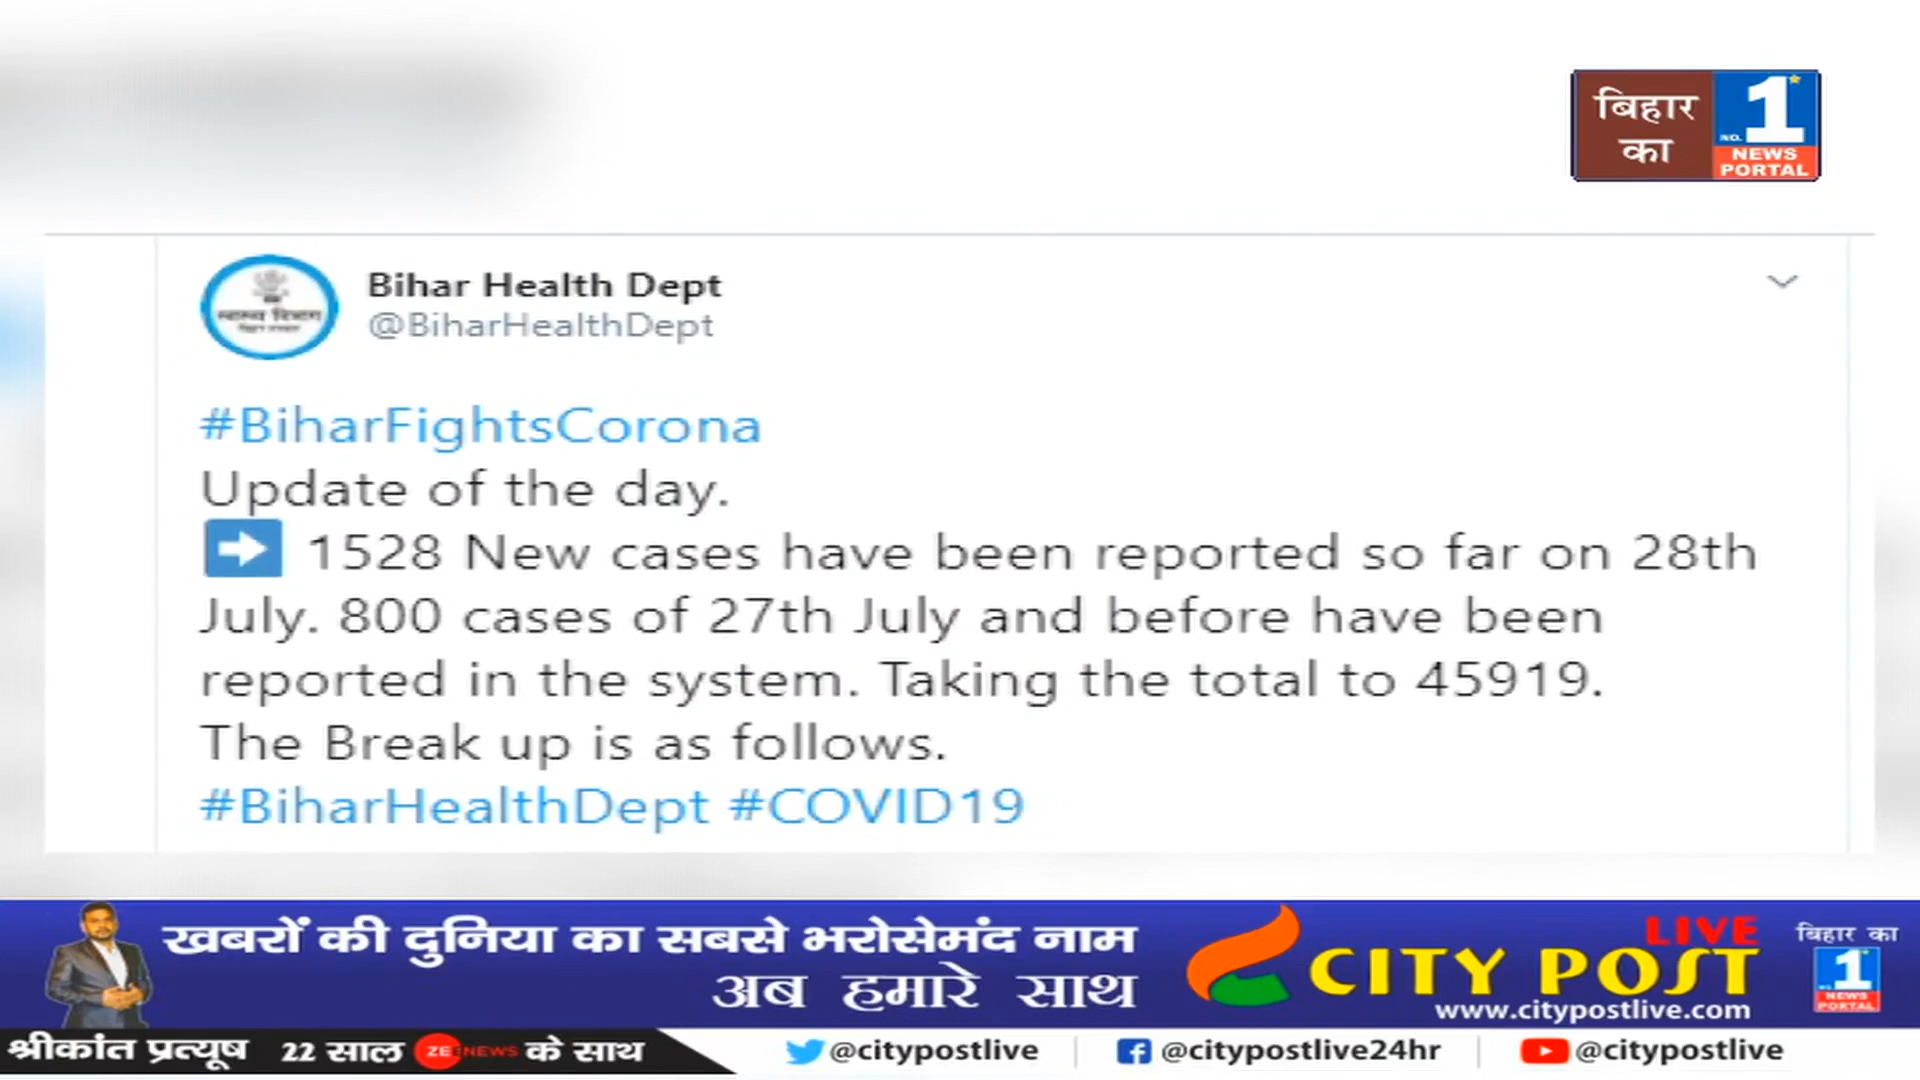 बिहार
का
NO. 1
NEWS
PORTAL
Bihar Health Dept
@BiharHealthDept
#BiharFightsCorona
Update of the day.
➡ 1528 New cases have been reported so far on 28th
July. 800 cases of 27th July and before have been
reported in the system. Taking the total to 45919.
The Break up is as follows.
#BiharHealthDept #COVID19
खबरों की दुनिया का सबसे भरोसेमंद नाम
अब हमारे साथ
LIVE
CITY POST
www.citypostlive.com
बिहार का
1
NEWS
PORTAL
श्रीकांत प्रत्यूष 22 साल ZEE NEWS के साथ
@citypostlive
@citypostlive24hr
@citypostlive